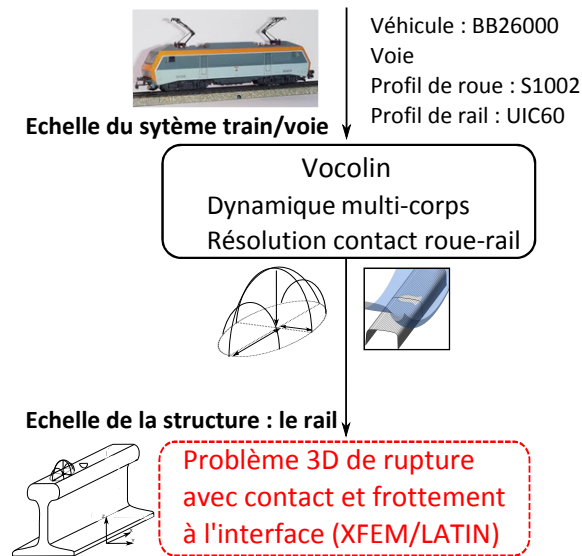 Véhicule : BB26000
Voie
Profil de roue : S1002
Profil de rail : UIC60
Echelle du sytème train/voie
Vocolin
Dynamique multi-corps
Résolution contact roue-rail
Echelle de la structure : le rail
Problème 3D de rupture
avec contact et frottement
à l'interface (XFEM/LATIN)